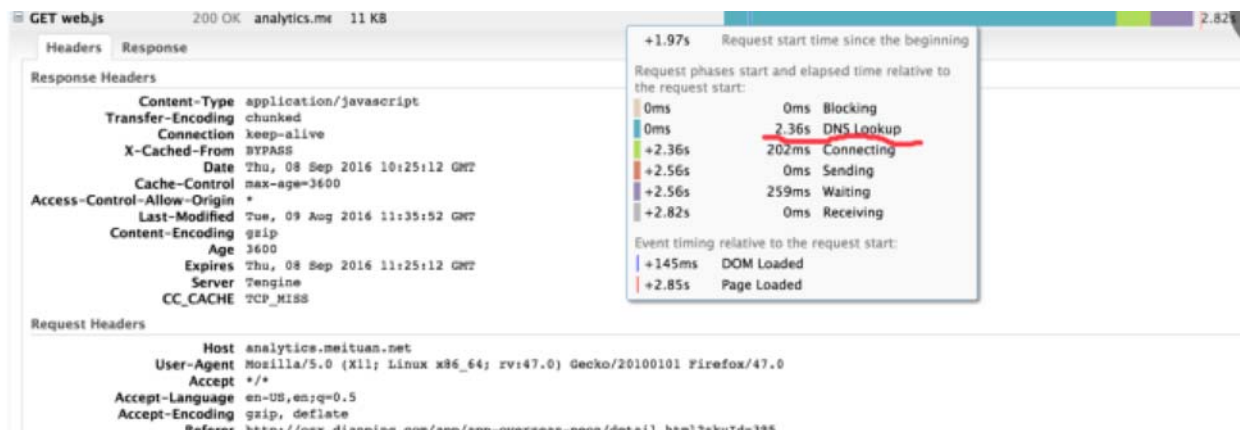 GET web.js 200 OK analytics.me 11 KB 2.82s
Headers Response
Response Headers
Content-Type application/javascript
Transfer-Encoding chunked
Connection keep-alive
X-Cached-From BYPASS
Date Thu, 08 Sep 2016 10:25:12 GMT
Cache-Control max-age=3600
Access-Control-Allow-Origin *
Last-Modified Tue, 09 Aug 2016 11:35:52 GMT
Content-Encoding gzip
Age 3600
Expires Thu, 08 Sep 2016 11:25:12 GMT
Server Tengine
CC_CACHE TCP_MISS
Request Headers
Host analytics.meituan.net
User-Agent Mozilla/5.0 (X11; Linux x86_64; rv:47.0) Gecko/20100101 Firefox/47.0
Accept */*
Accept-Language en-US,en;q=0.5
Accept-Encoding gzip, deflate
+1.97s Request start time since the beginning
Request phases start and elapsed time relative to
the request start:
0ms 0ms Blocking
0ms 2.36s DNS Lookup
+2.36s 202ms Connecting
+2.56s 0ms Sending
+2.56s 259ms Waiting
+2.82s 0ms Receiving
Event timing relative to the request start:
+145ms DOM Loaded
+2.85s Page Loaded